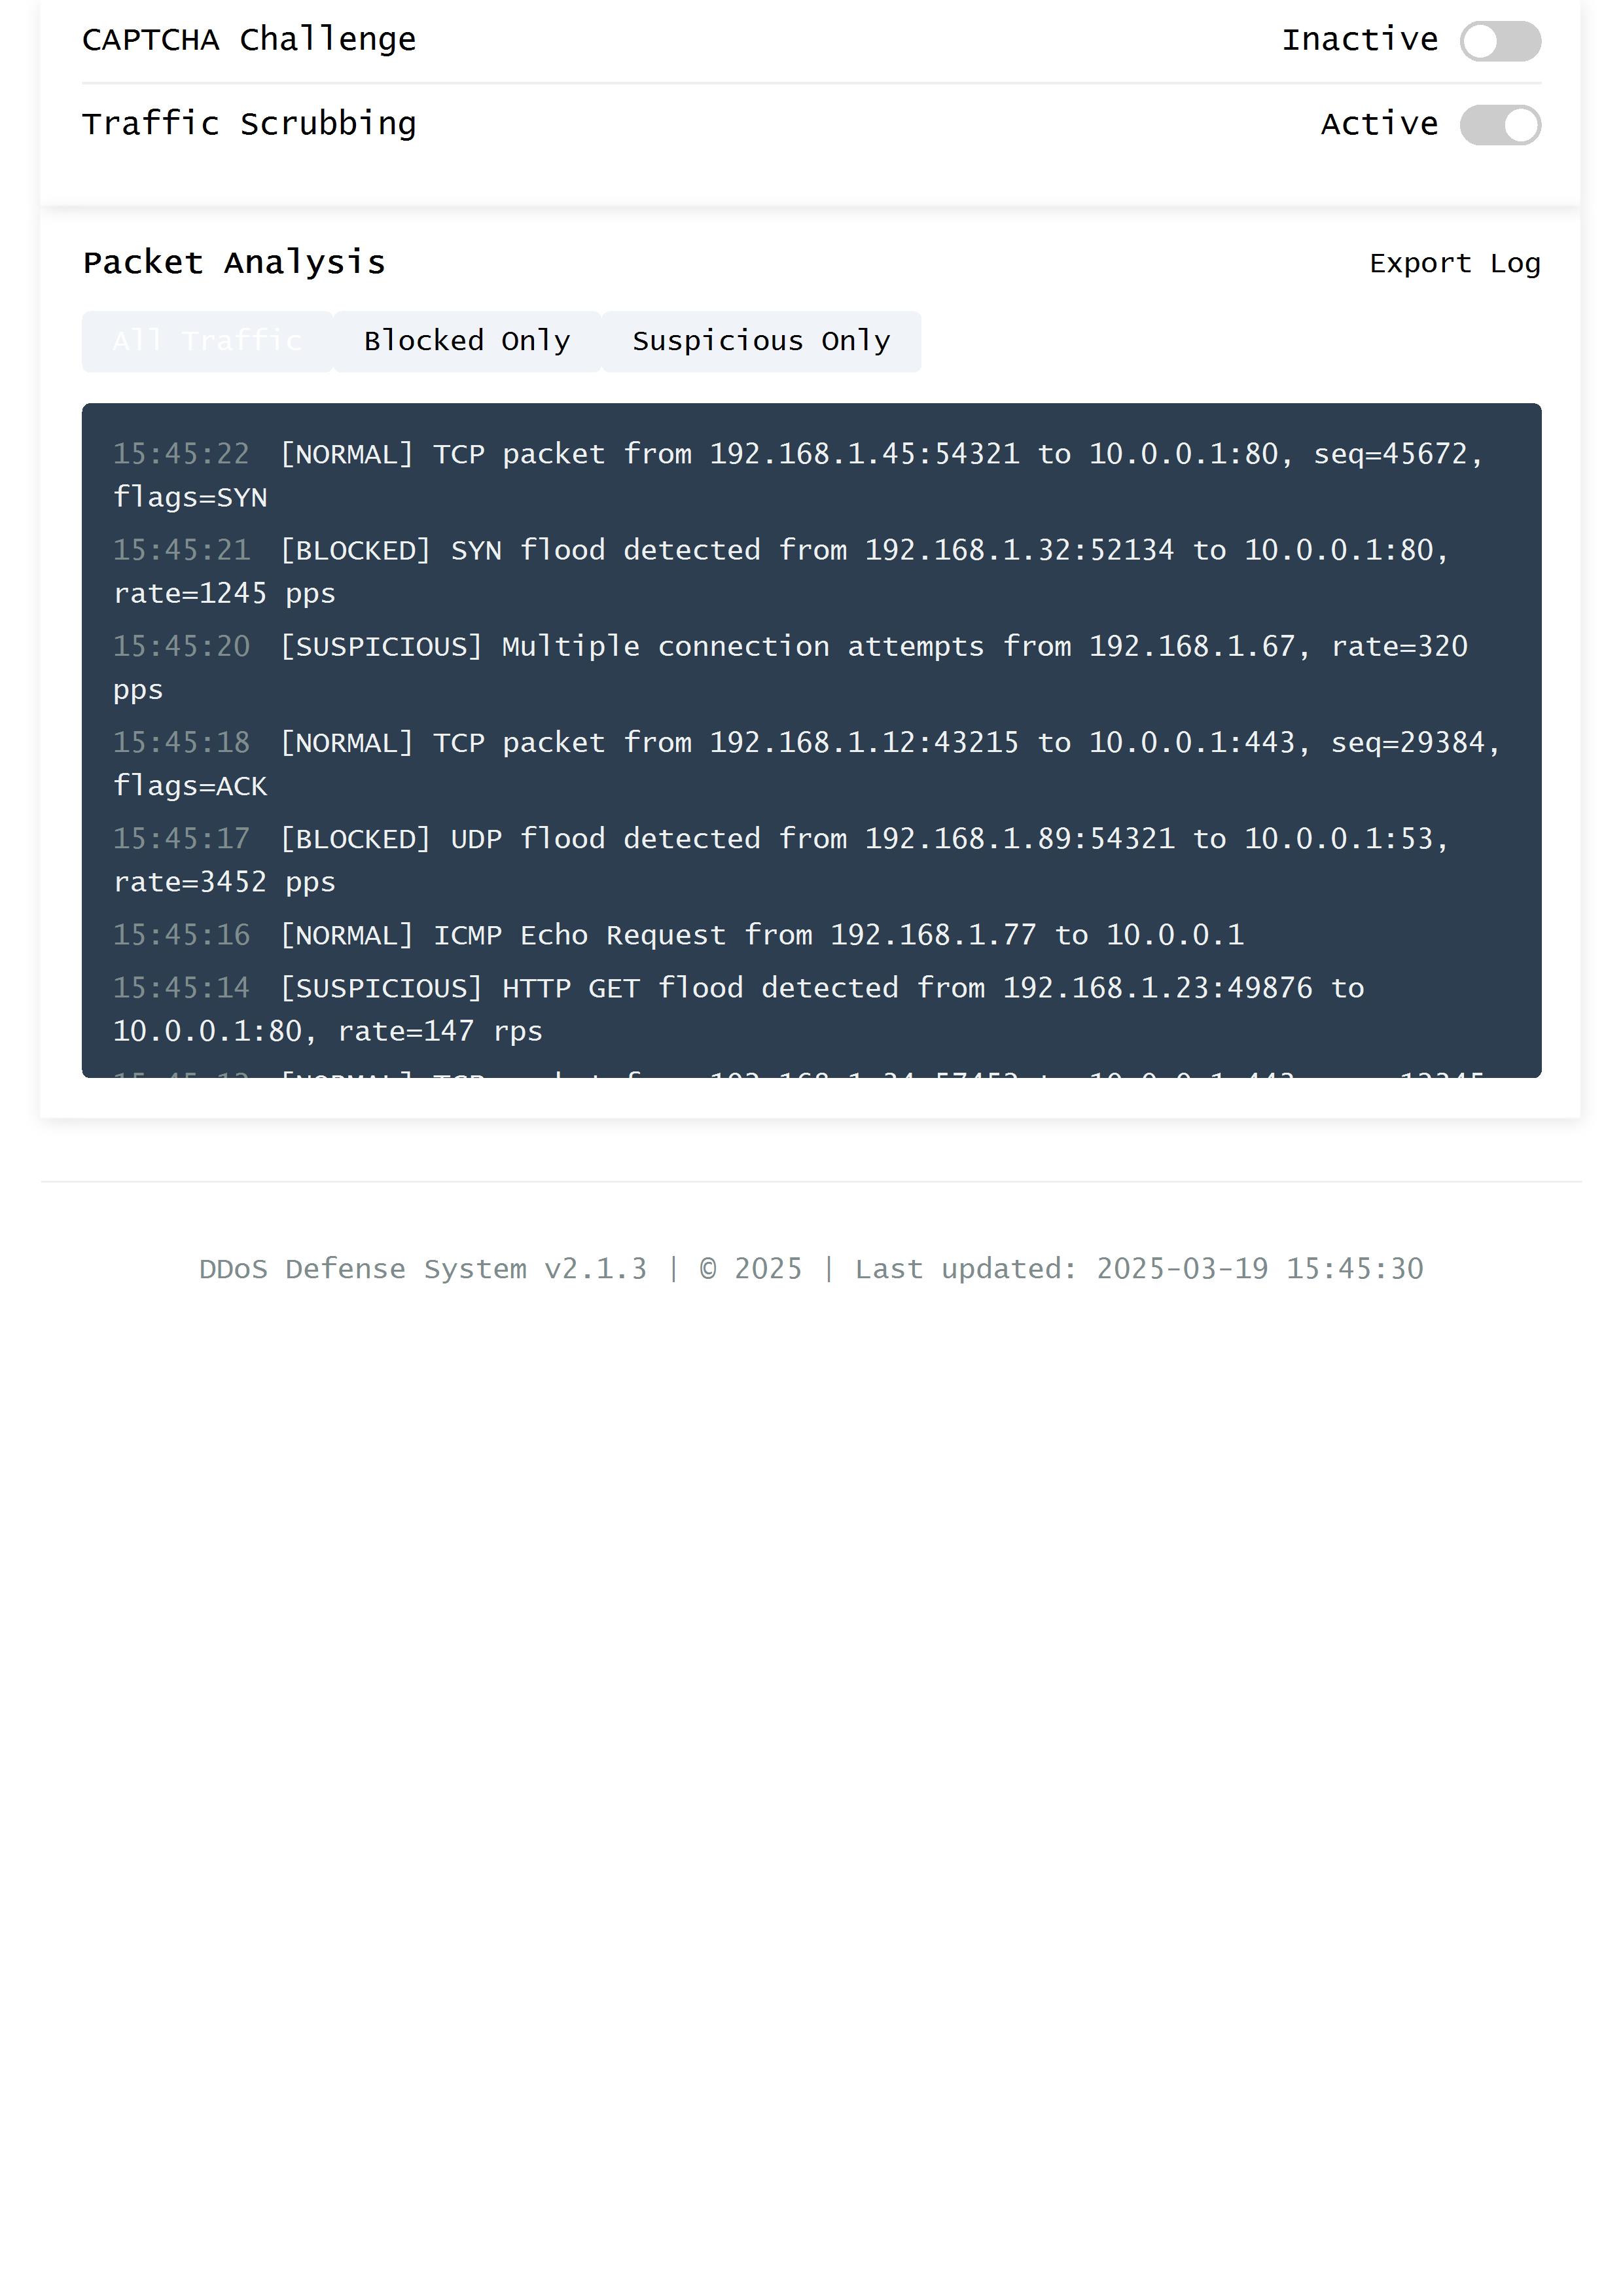 CAPTCHA Challenge Inactive
Traffic Scrubbing Active
Packet Analysis Export Log
All Traffic Blocked Only Suspicious Only
15:45:22 [NORMAL] TCP packet from 192.168.1.45:54321 to 10.0.0.1:80, seq=45672,
flags=SYN
15:45:21 [BLOCKED] SYN flood detected from 192.168.1.32:52134 to 10.0.0.1:80,
rate=1245 pps
15:45:20 [SUSPICIOUS] Multiple connection attempts from 192.168.1.67, rate=320
pps
15:45:18 [NORMAL] TCP packet from 192.168.1.12:43215 to 10.0.0.1:443, seq=29384,
flags=ACK
15:45:17 [BLOCKED] UDP flood detected from 192.168.1.89:54321 to 10.0.0.1:53,
rate=3452 pps
15:45:16 [NORMAL] ICMP Echo Request from 192.168.1.77 to 10.0.0.1
15:45:14 [SUSPICIOUS] HTTP GET flood detected from 192.168.1.23:49876 to
10.0.0.1:80, rate=147 rps
DDoS Defense System v2.1.3 | © 2025 | Last updated: 2025-03-19 15:45:30